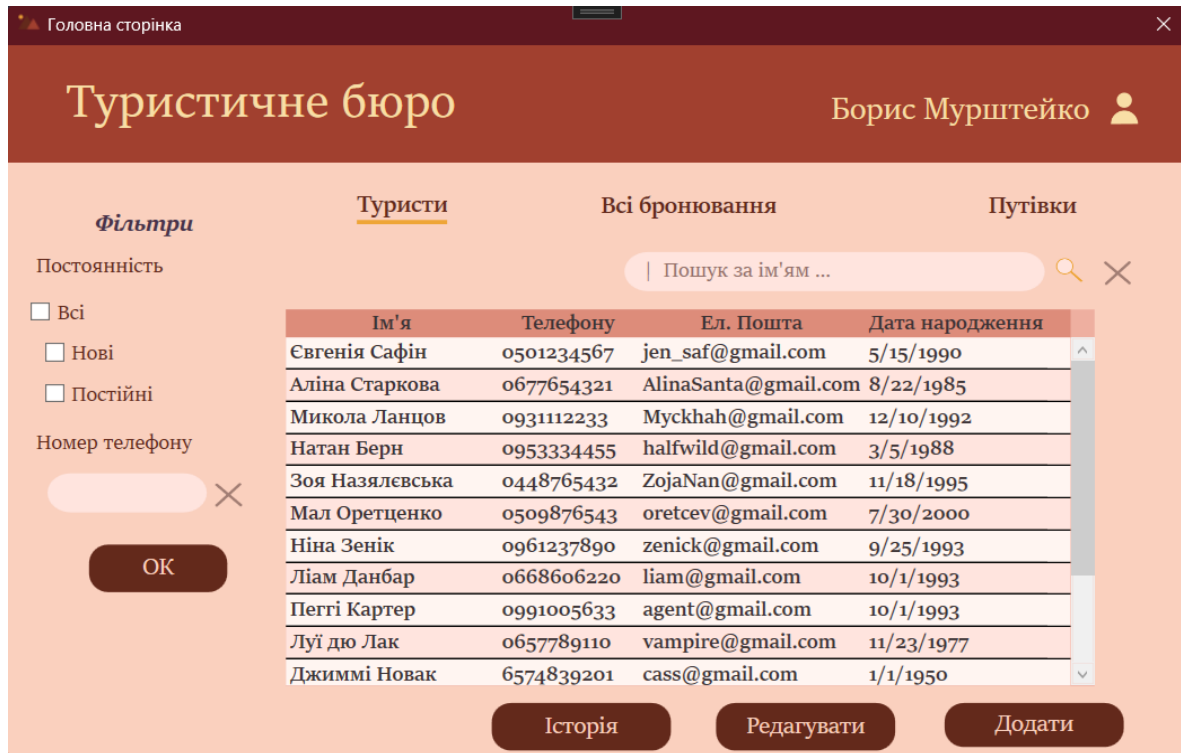 Головна сторінка
Туристичне бюро
Борис Мурштейко
Фільтри
Туристи
Всі бронювання
Путівки
Постоянність
Пошук за ім'ям ...
Всі
Нові
Постійні
Номер телефону
ОК
Ім'я Телефону Ел. Пошта Дата народження
Євгенія Сафін 0501234567 jen_saf@gmail.com 5/15/1990
Аліна Старкова 0677654321 AlinaSanta@gmail.com 8/22/1985
Микола Ланцов 0931112233 Myckhah@gmail.com 12/10/1992
Натан Берн 0953334455 halfwild@gmail.com 3/5/1988
Зоя Назялєвська 0448765432 ZojaNan@gmail.com 11/18/1995
Мал Оретценко 0509876543 oretcev@gmail.com 7/30/2000
Ніна Зенік 0961237890 zenick@gmail.com 9/25/1993
Ліам Данбар 0668606220 liam@gmail.com 10/1/1993
Пеггі Картер 0991005633 agent@gmail.com 10/1/1993
Луї дю Лак 0657789110 vampire@gmail.com 11/23/1977
Джиммі Новак 6574839201 cass@gmail.com 1/1/1950
Історія
Редагувати
Додати